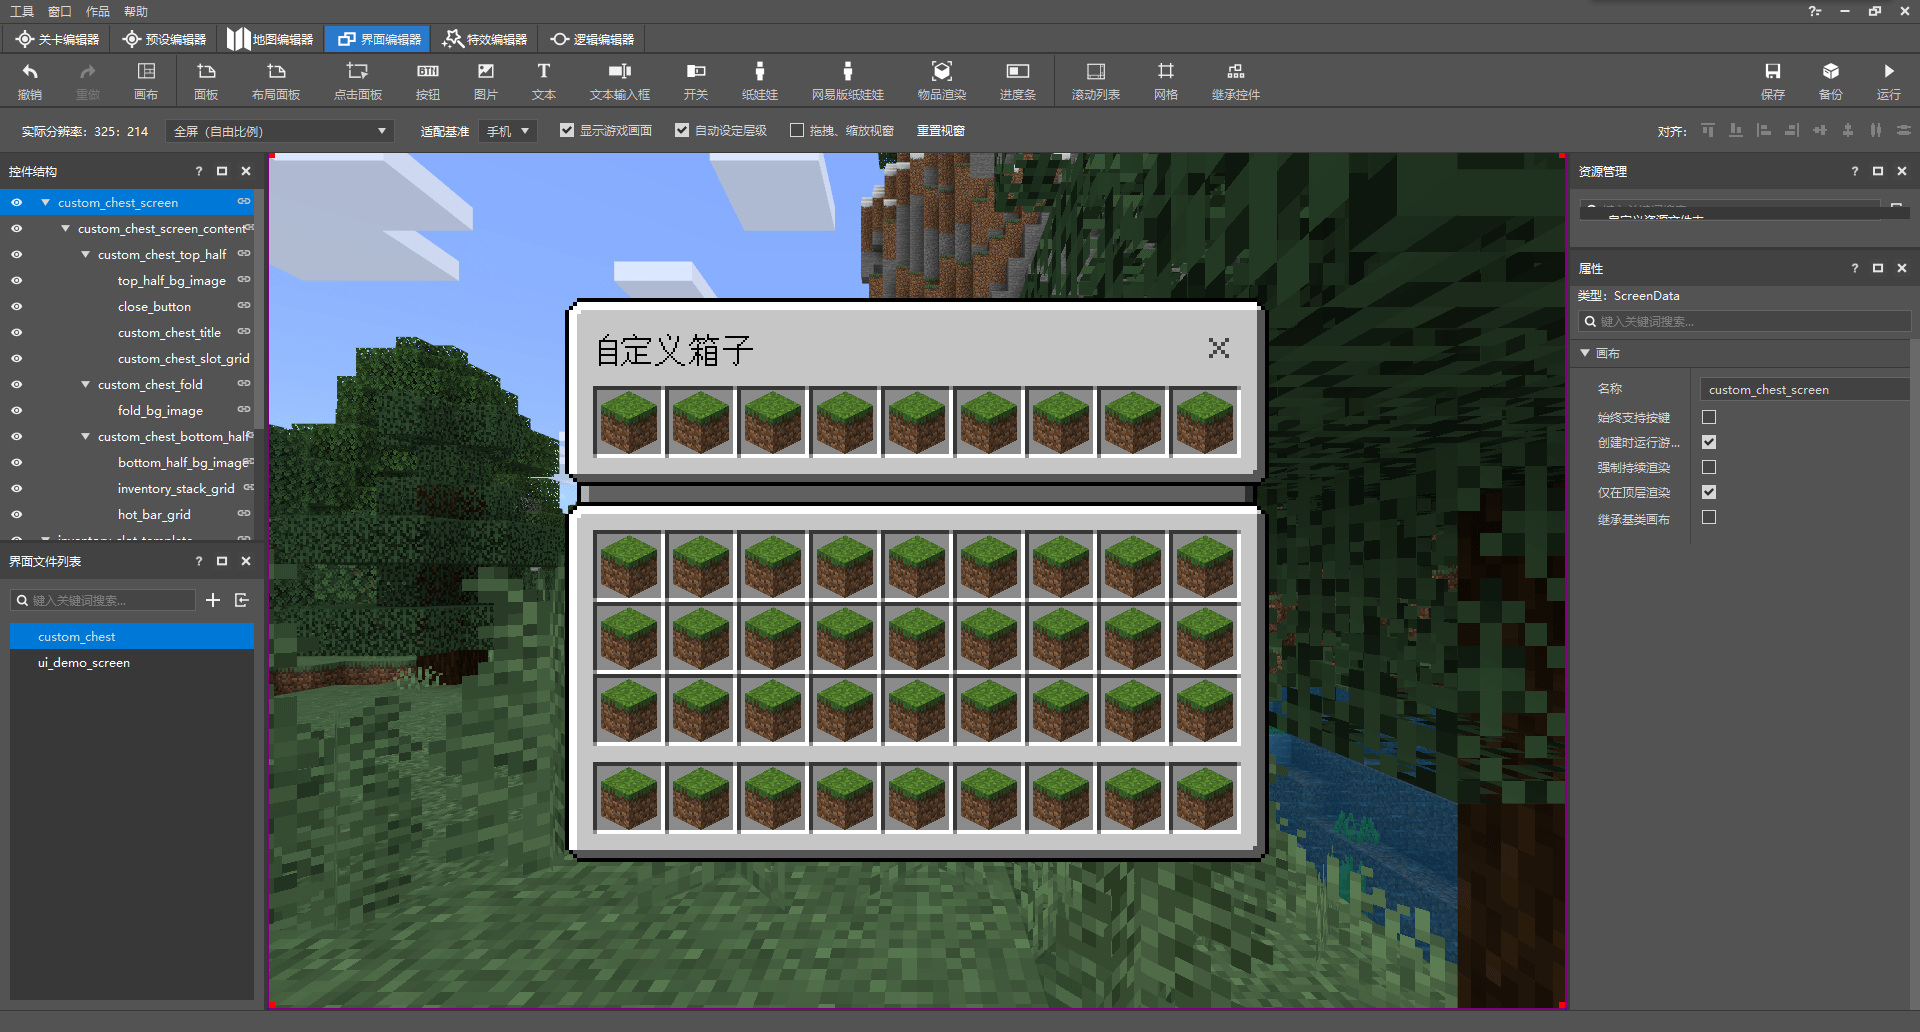 工具 窗口 作品 帮助
关卡编辑器 预设编辑器 地图编辑器 界面编辑器 特效编辑器 逻辑编辑器
撤销 重做 画布 面板 布局面板 点击面板 按钮 图片 文本 文本输入框 开关 纸娃娃 网易版纸娃娃 物品渲染 进度条 滚动列表 网格 继承控件 保存 备份 运行
BTN
实际分辨率: 325: 214 全屏（自由比例） 适配基准 手机 显示游戏画面 自动设定层级 拖拽、缩放视窗 重置视窗 对齐:
控件结构 ?
custom_chest_screen
custom_chest_screen_content
custom_chest_top_half
top_half_bg_image
close_button
custom_chest_title
custom_chest_slot_grid
custom_chest_fold
fold_bg_image
custom_chest_bottom_half
bottom_half_bg_image
inventory_stack_grid
hot_bar_grid
界面文件列表 ?
键入关键词搜索...
custom_chest
ui_demo_screen
自定义箱子
资源管理 ?
属性 ?
类型: ScreenData
键入关键词搜索...
画布
名称 custom_chest_screen
始终支持按键
创建时运行游...
强制持续渲染
仅在顶层渲染
继承基类画布